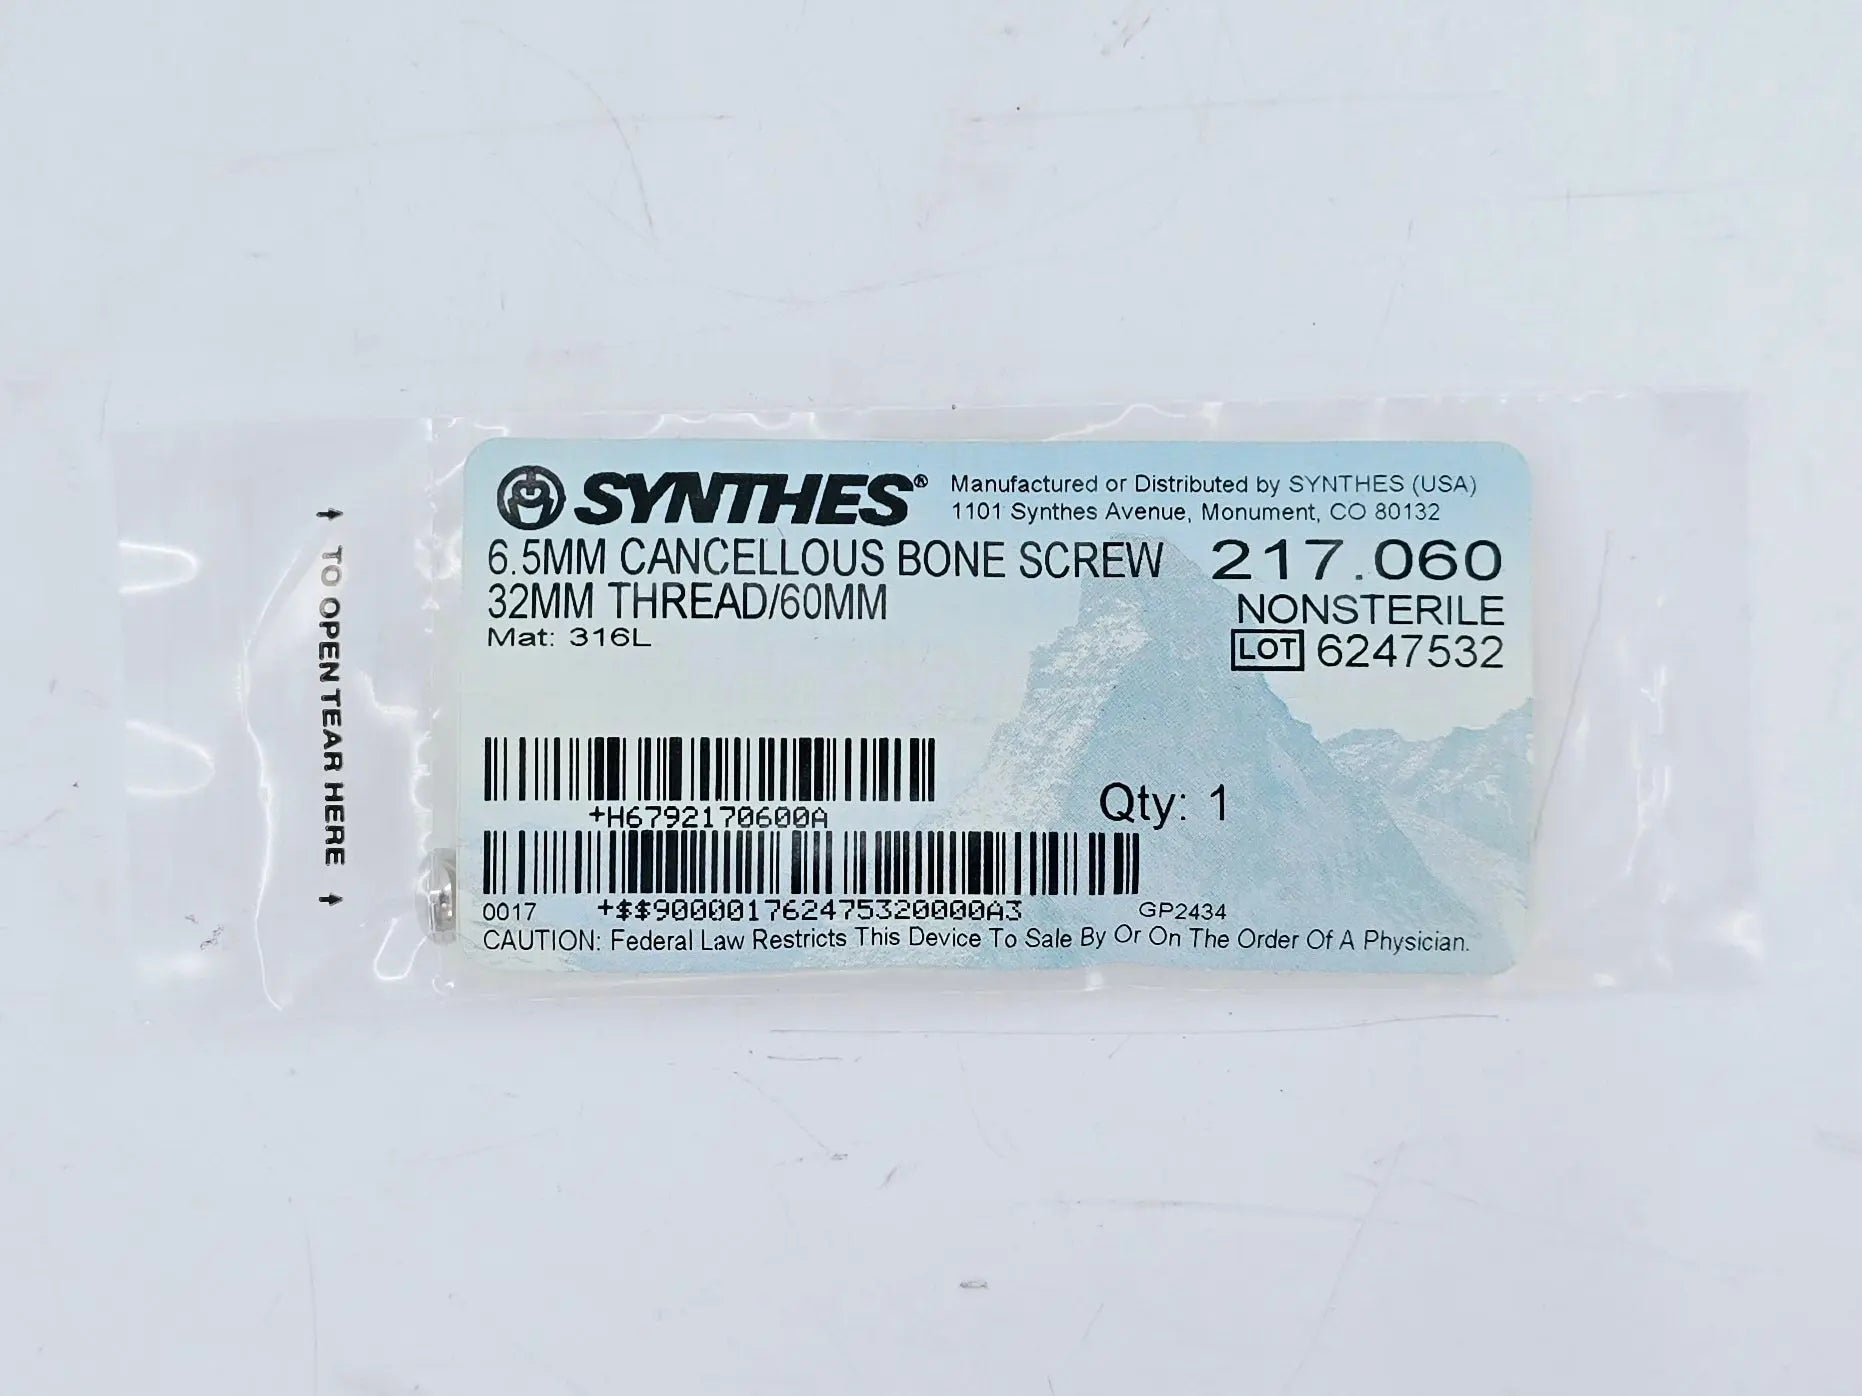 SYNTHES®
Manufactured or Distributed by SYNTHES (USA)
1101 Synthes Avenue, Monument, CO 80132
6.5MM CANCELLOUS BONE SCREW
32MM THREAD/60MM
Mat: 316L
217.060
NONSTERILE
LOT 6247532
+H6792170600A
Qty: 1
0017 +$$900001762475320000A3 GP2434
CAUTION: Federal Law Restricts This Device To Sale By Or On The Order Of A Physician.
TO OPEN TEAR HERE